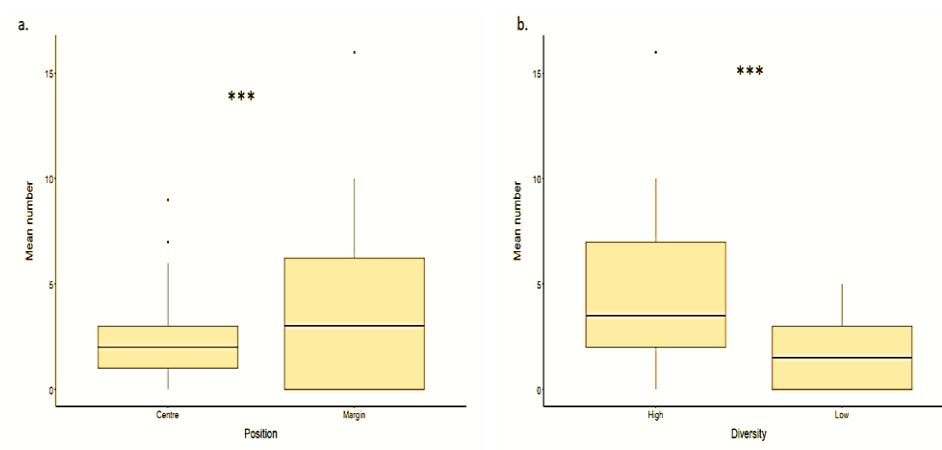 a.
15
10
5
0
Mean number
***
Centre
Margin
Position
b.
15
10
5
0
Mean number
***
High
Low
Diversity